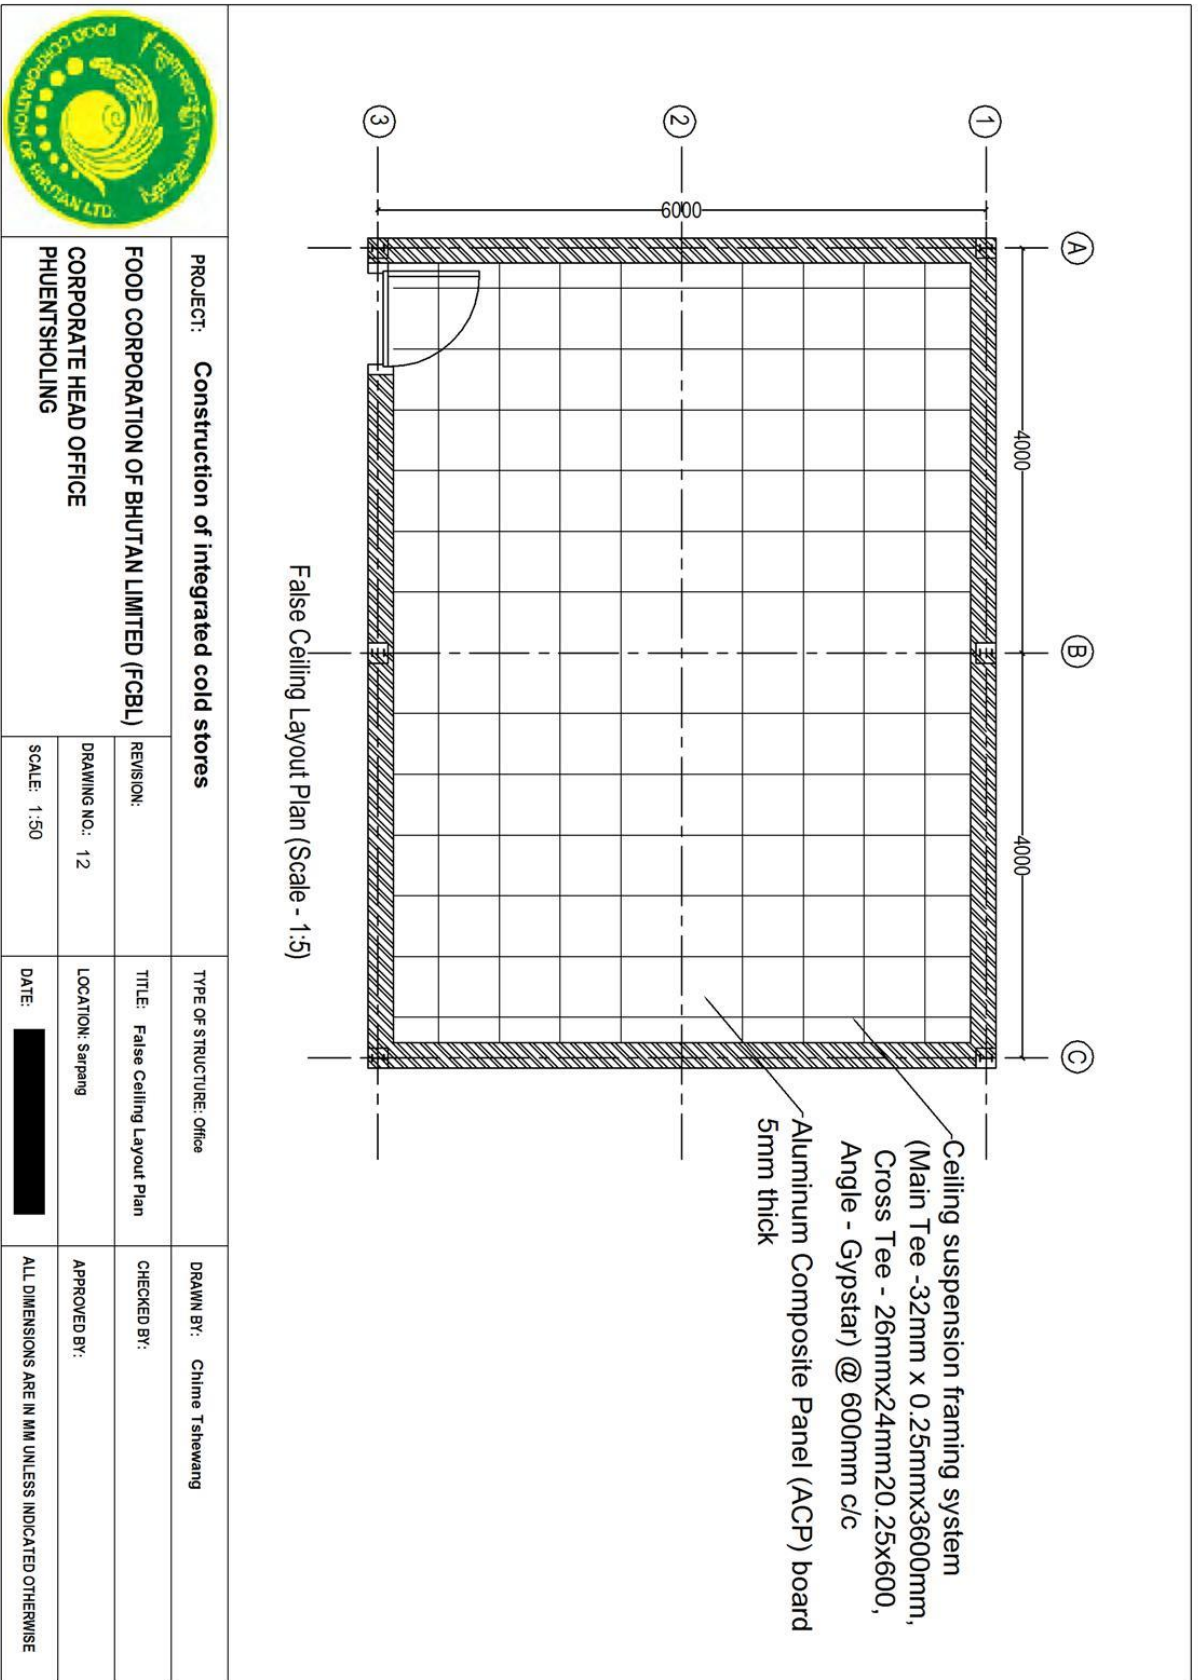 A
B
C
4000
4000
1
2
3
6000
Ceiling suspension framing system
(Main Tee -32mm x 0.25mmx3600mm,
Cross Tee - 26mmx24mm20.25x600,
Angle - Gypstar) @ 600mm c/c
Aluminum Composite Panel (ACP) board
5mm thick
False Ceiling Layout Plan (Scale - 1:5)
FOOD CORPORATION OF BHUTAN LTD.
PROJECT: Construction of integrated cold stores
FOOD CORPORATION OF BHUTAN LIMITED (FCBL)
CORPORATE HEAD OFFICE
PHUENTSHOLING
REVISION:
DRAWING NO.: 12
SCALE: 1:50
TYPE OF STRUCTURE: Office
TITLE: False Ceiling Layout Plan
LOCATION: Sarpang
DATE:
DRAWN BY: Chime Tshewang
CHECKED BY:
APPROVED BY:
ALL DIMENSIONS ARE IN MM UNLESS INDICATED OTHERWISE